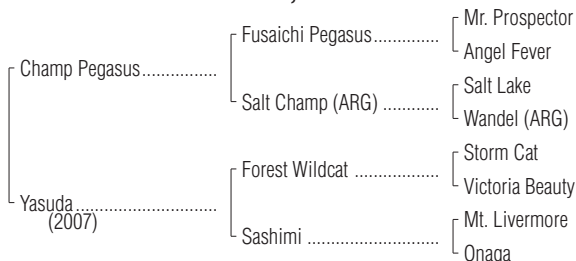 Mr. Prospector
Fusaichi Pegasus..............
Angel Fever
Champ Pegasus................
Salt Lake
Salt Champ (ARG) ............
Wandel (ARG)
Storm Cat
Forest Wildcat ..................
Victoria Beauty
Yasuda ..............................
(2007)
Mt. Livermore
Sashimi ............................
Onaga